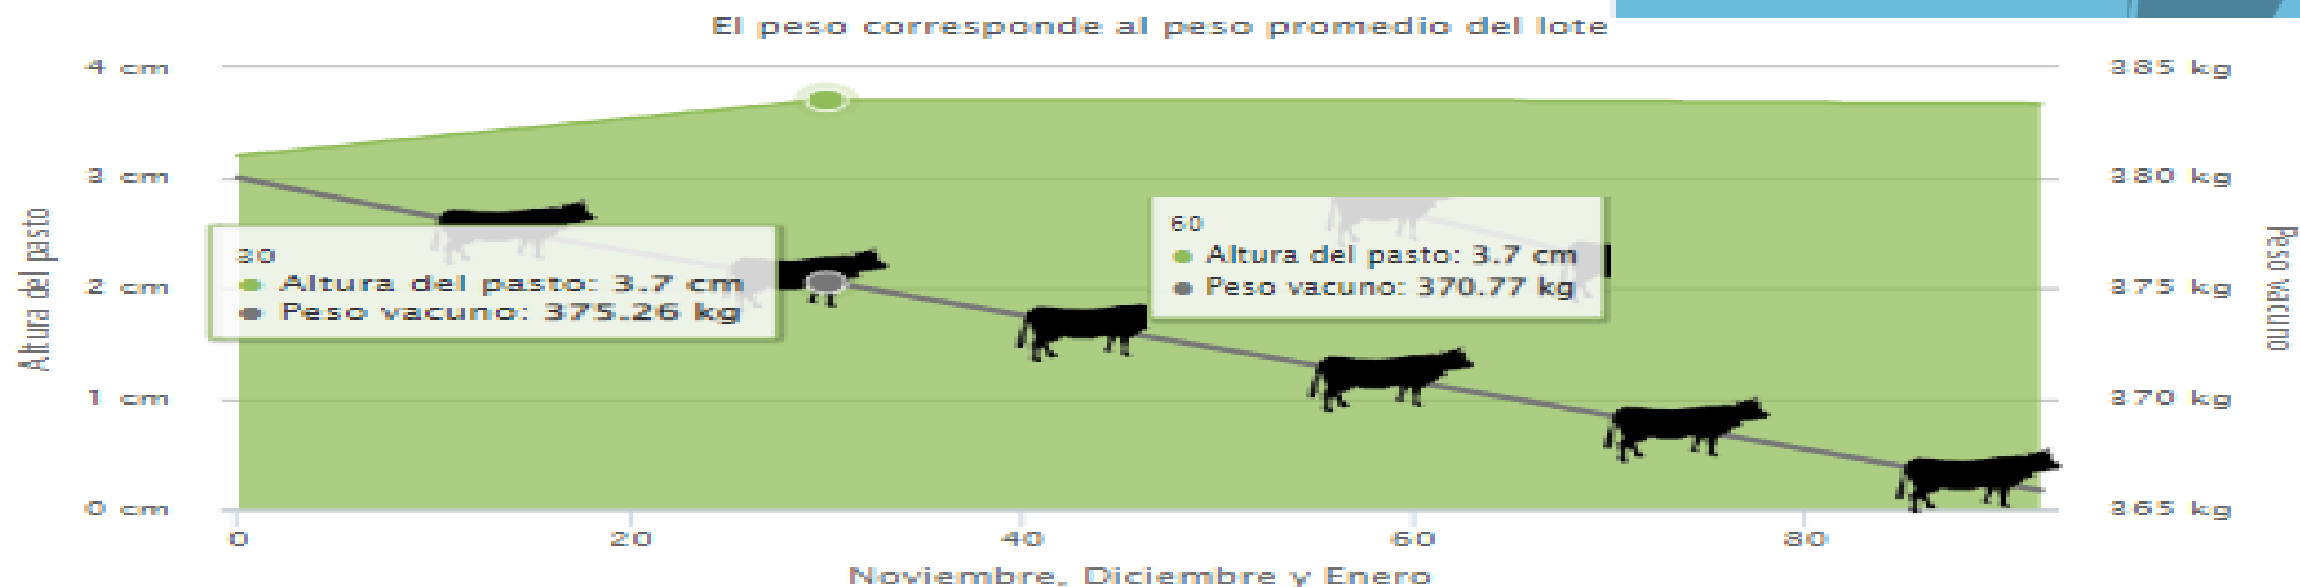 El peso corresponde al peso promedio del lote
4 cm
3 cm
2 cm
1 cm
0 cm
Altura del pasto
385 kg
380 kg
375 kg
370 kg
365 kg
Peso vacuno
30
Altura del pasto: 3.7 cm
Peso vacuno: 375.26 kg
60
Altura del pasto: 3.7 cm
Peso vacuno: 370.77 kg
0 20 40 60 80
Noviembre, Diciembre y Enero